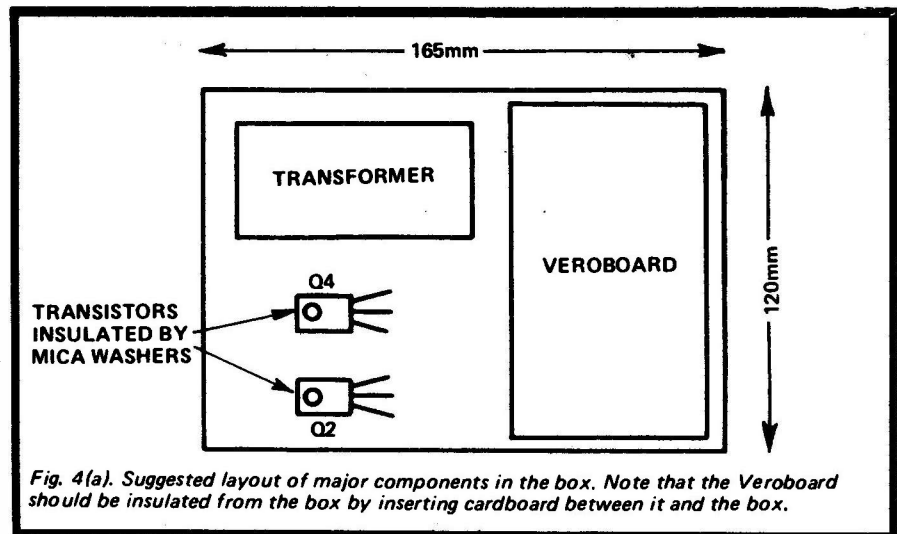 165mm
TRANSFORMER
VEROBOARD
120mm
Q4
TRANSISTORS
INSULATED BY
MICA WASHERS
Q2
Fig. 4(a). Suggested layout of major components in the box. Note that the Veroboard
should be insulated from the box by inserting cardboard between it and the box.